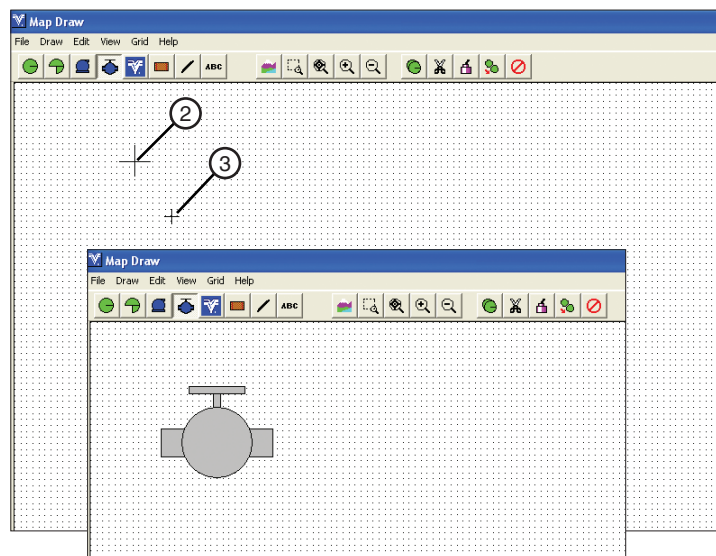 Map Draw
File Draw Edit View Grid Help
ABC
2
3
Map Draw
File Draw Edit View Grid Help
ABC